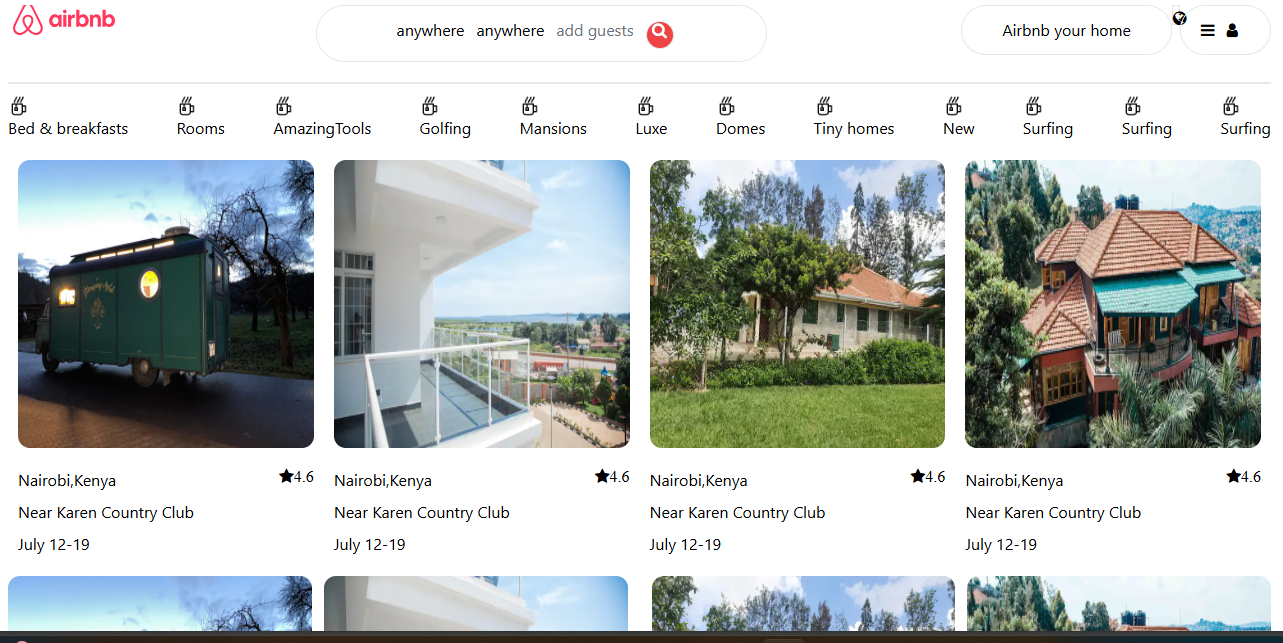 airbnb
anywhere anywhere add guests
Airbnb your home
Bed & breakfasts Rooms AmazingTools Golfing Mansions Luxe Domes Tiny homes New Surfing Surfing Surfing
Nairobi,Kenya 4.6 Nairobi,Kenya 4.6 Nairobi,Kenya 4.6 Nairobi,Kenya 4.6
Near Karen Country Club Near Karen Country Club Near Karen Country Club Near Karen Country Club
July 12-19 July 12-19 July 12-19 July 12-19